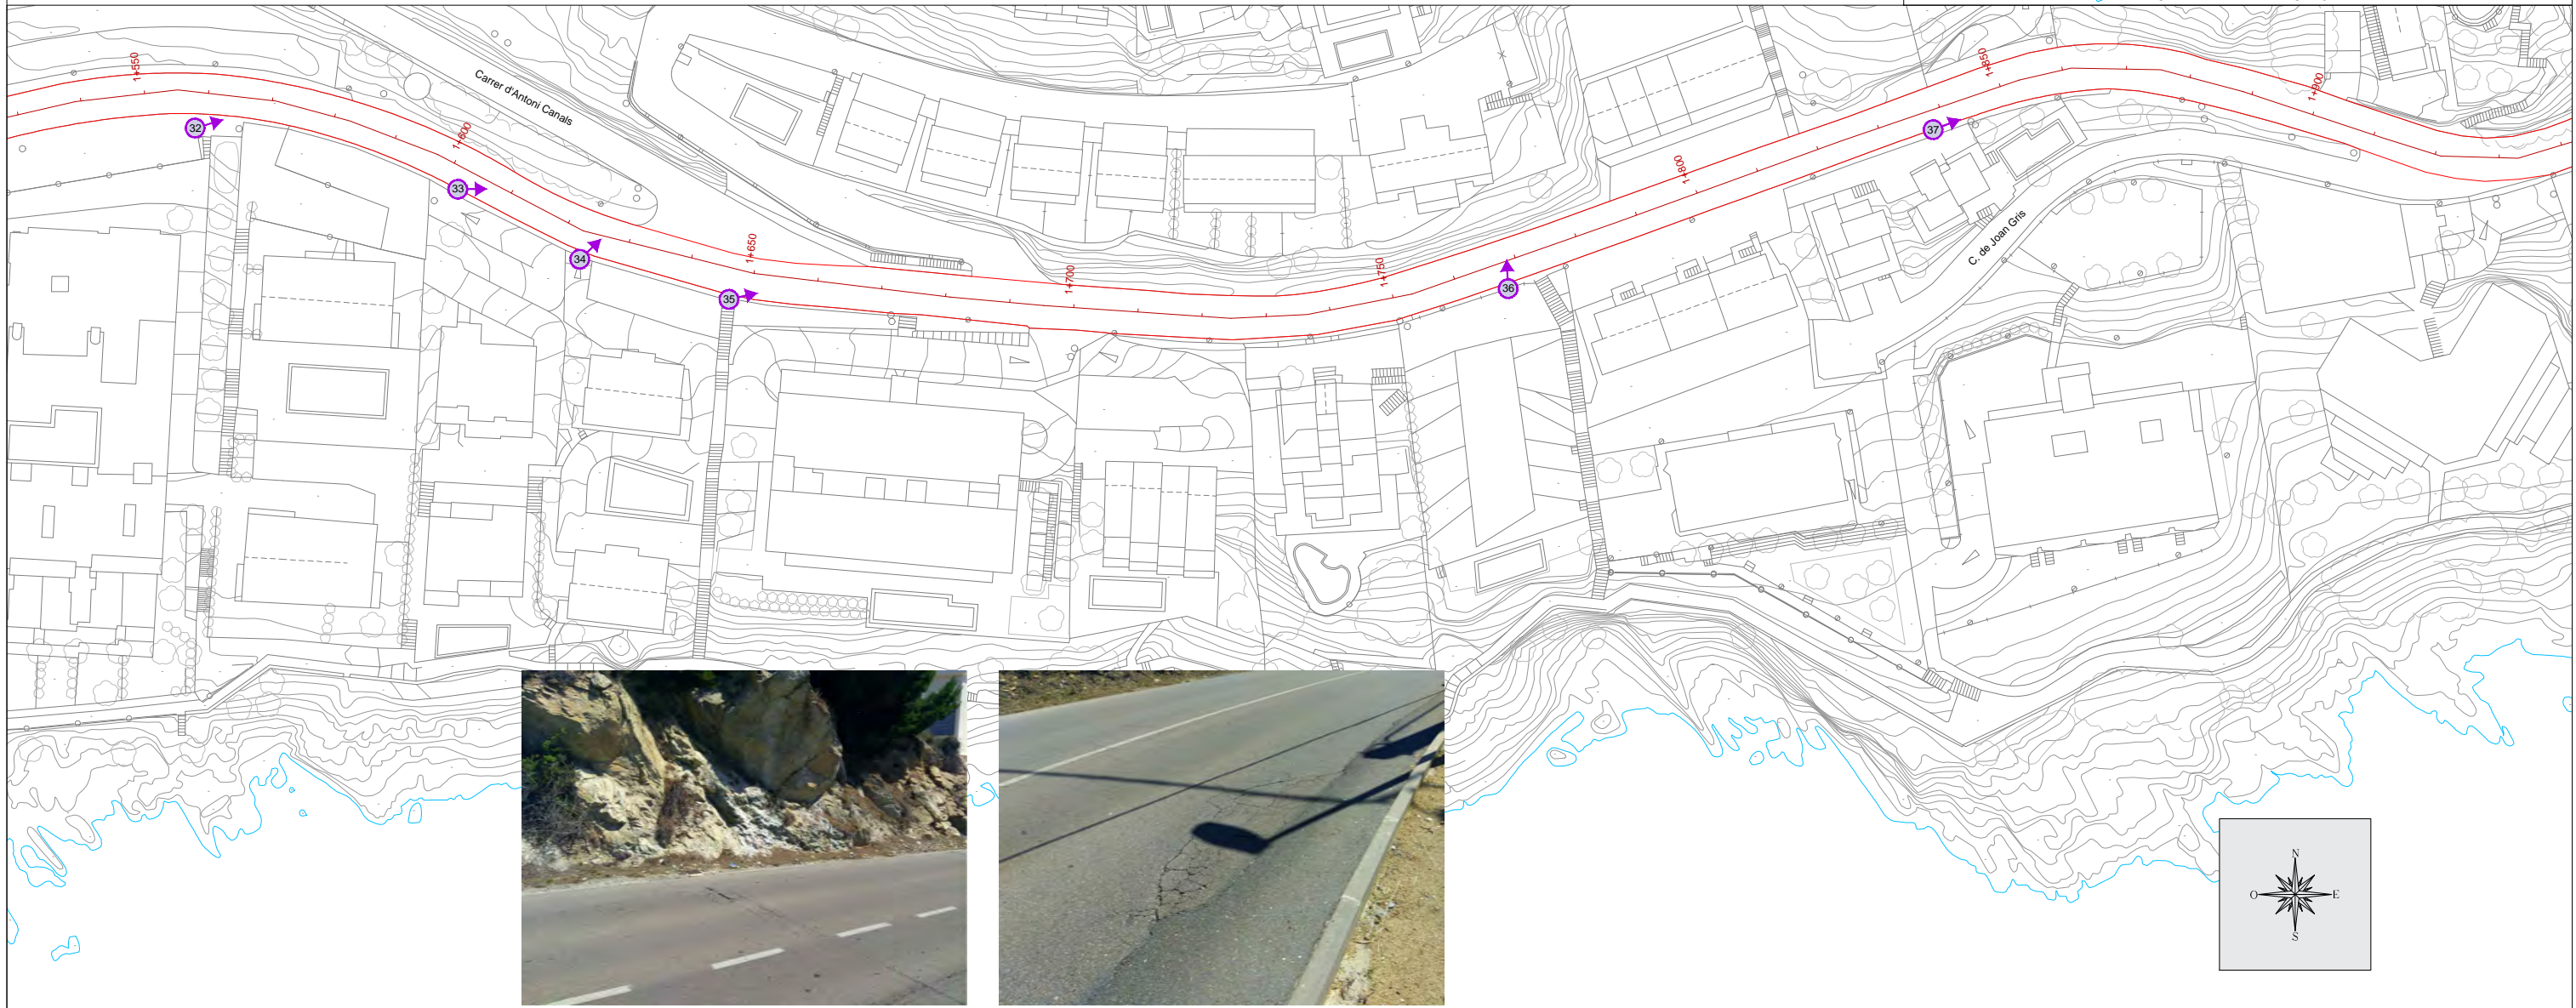 1+550
Carrer d'Antoni Canals
1+850
1+900
32
37
1+600
33
1+800
34
1+650
C. de Joan Gris
1+700
1+750
35
36
N
O
E
S